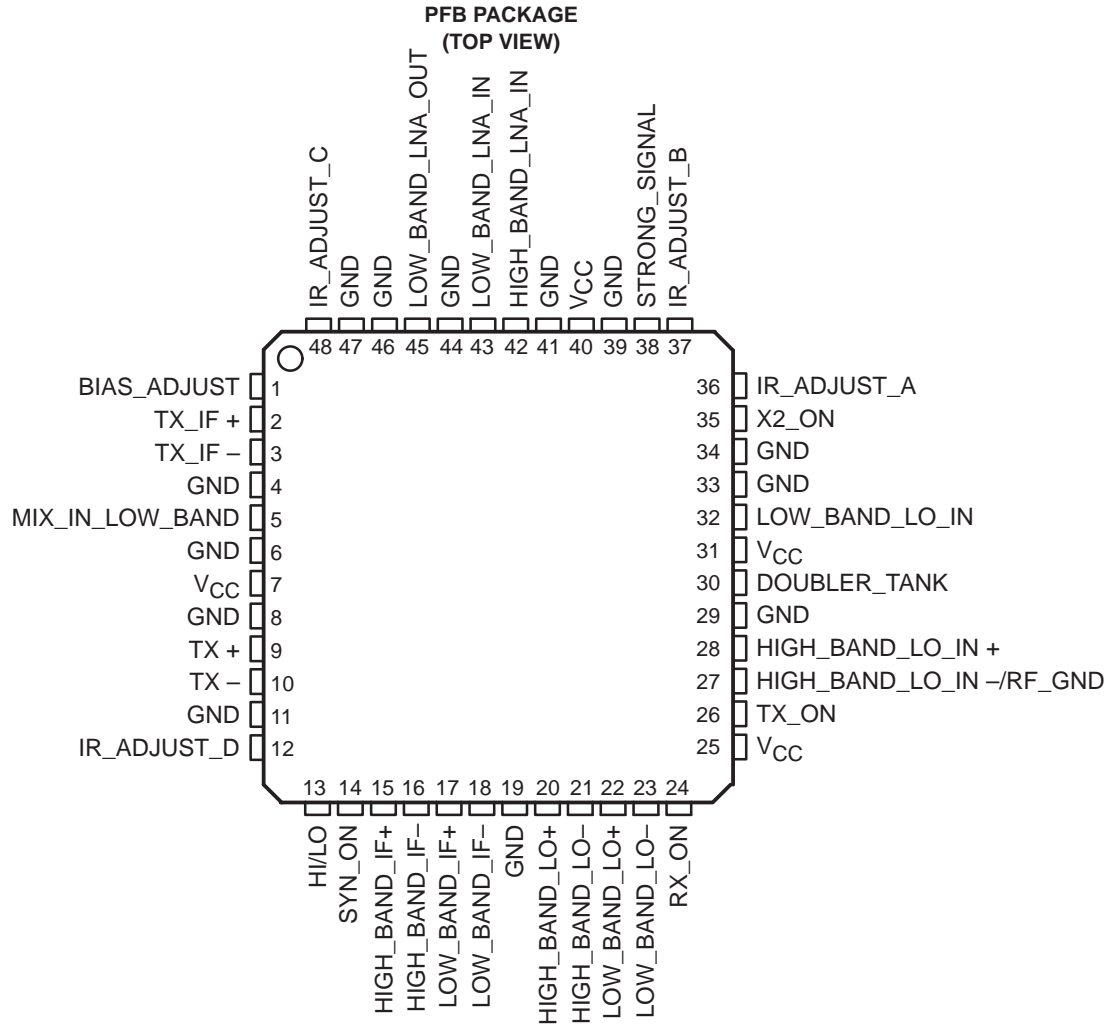 PFB PACKAGE
(TOP VIEW)
IR_ADJUST_C
GND
GND
LOW_BAND_LNA_OUT
GND
LOW_BAND_LNA_IN
HIGH_BAND_LNA_IN
GND
VCC
GND
STRONG_SIGNAL
IR_ADJUST_B
48 47 46 45 44 43 42 41 40 39 38 37
BIAS_ADJUST 1
TX_IF + 2
TX_IF – 3
GND 4
MIX_IN_LOW_BAND 5
GND 6
VCC 7
GND 8
TX + 9
TX – 10
GND 11
IR_ADJUST_D 12
36 IR_ADJUST_A
35 X2_ON
34 GND
33 GND
32 LOW_BAND_LO_IN
31 VCC
30 DOUBLER_TANK
29 GND
28 HIGH_BAND_LO_IN +
27 HIGH_BAND_LO_IN –/RF_GND
26 TX_ON
25 VCC
13 14 15 16 17 18 19 20 21 22 23 24
HI/LO
SYN_ON
HIGH_BAND_IF+
HIGH_BAND_IF–
LOW_BAND_IF+
LOW_BAND_IF–
GND
HIGH_BAND_LO+
HIGH_BAND_LO–
LOW_BAND_LO+
LOW_BAND_LO–
RX_ON